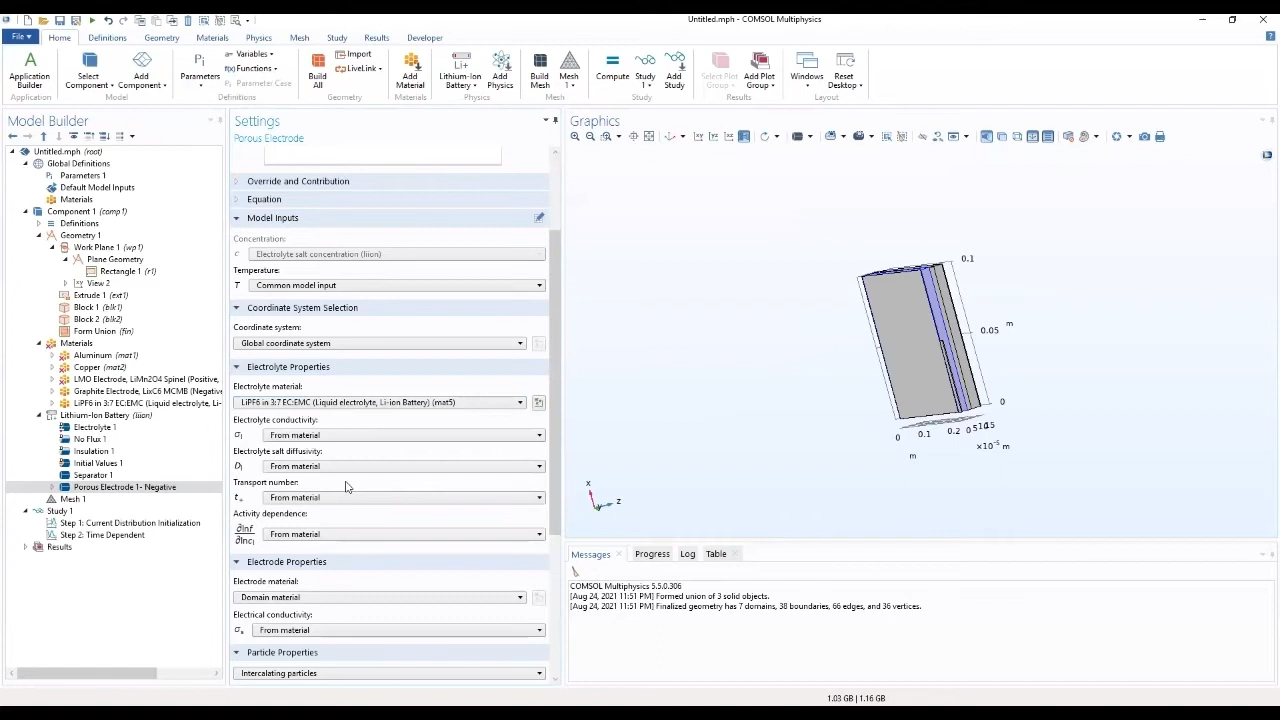 Untitled.mph - COMSOL Multiphysics
File
Home
Definitions
Geometry
Materials
Physics
Mesh
Study
Results
Developer
Application Builder
Select Component
Add Component
Parameters
a= Variables
f(x) Functions
Pi Parameter Case
Build All
Import
LiveLink
Add Material
Lithium-Ion Battery
Add Physics
Build Mesh
Mesh 1
Compute
Study 1
Add Study
Select Plot Group
Add Plot Group
Windows
Reset Desktop
Application
Model
Definitions
Geometry
Materials
Physics
Mesh
Study
Results
Layout
Model Builder
Untitled.mph (root)
Global Definitions
Parameters 1
Default Model Inputs
Materials
Component 1 (comp1)
Definitions
Geometry 1
Work Plane 1 (wp1)
Plane Geometry
Rectangle 1 (r1)
View 2
Extrude 1 (ext1)
Block 1 (blk1)
Block 2 (blk2)
Form Union (fin)
Materials
Aluminum (mat1)
Copper (mat2)
LMO Electrode, LiMn2O4 Spinel (Positive,
Graphite Electrode, LixC6 MCMB (Negative
LiPF6 in 3:7 EC:EMC (Liquid electrolyte, Li-
Lithium-Ion Battery (liion)
Electrolyte 1
No Flux 1
Insulation 1
Initial Values 1
Separator 1
Porous Electrode 1- Negative
Mesh 1
Study 1
Step 1: Current Distribution Initialization
Step 2: Time Dependent
Results
Settings
Porous Electrode
Override and Contribution
Equation
Model Inputs
Concentration:
c Electrolyte salt concentration (liion)
Temperature:
T Common model input
Coordinate System Selection
Coordinate system:
Global coordinate system
Electrolyte Properties
Electrolyte material:
LiPF6 in 3:7 EC:EMC (Liquid electrolyte, Li-ion Battery) (mat5)
Electrolyte conductivity:
σl From material
Electrolyte salt diffusivity:
Dl From material
Transport number:
t+ From material
Activity dependence:
∂lnf/∂lncl From material
Electrode Properties
Electrode material:
Domain material
Electrical conductivity:
σs From material
Particle Properties
Intercalating particles
Graphics
0.1
0.05
m
0
0
0.1
0.2
m
×10⁻⁵ m
x
z
Messages
Progress
Log
Table
COMSOL Multiphysics 5.5.0.306
[Aug 24, 2021 11:51 PM] Formed union of 3 solid objects.
[Aug 24, 2021 11:51 PM] Finalized geometry has 7 domains, 38 boundaries, 66 edges, and 36 vertices.
1.03 GB | 1.16 GB